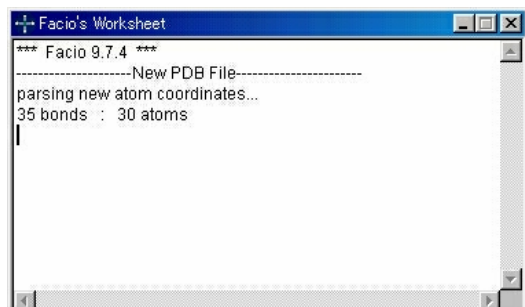 Facio's Worksheet
*** Facio 9.7.4 ***
---------------------New PDB File-----------------------
parsing new atom coordinates...
35 bonds : 30 atoms